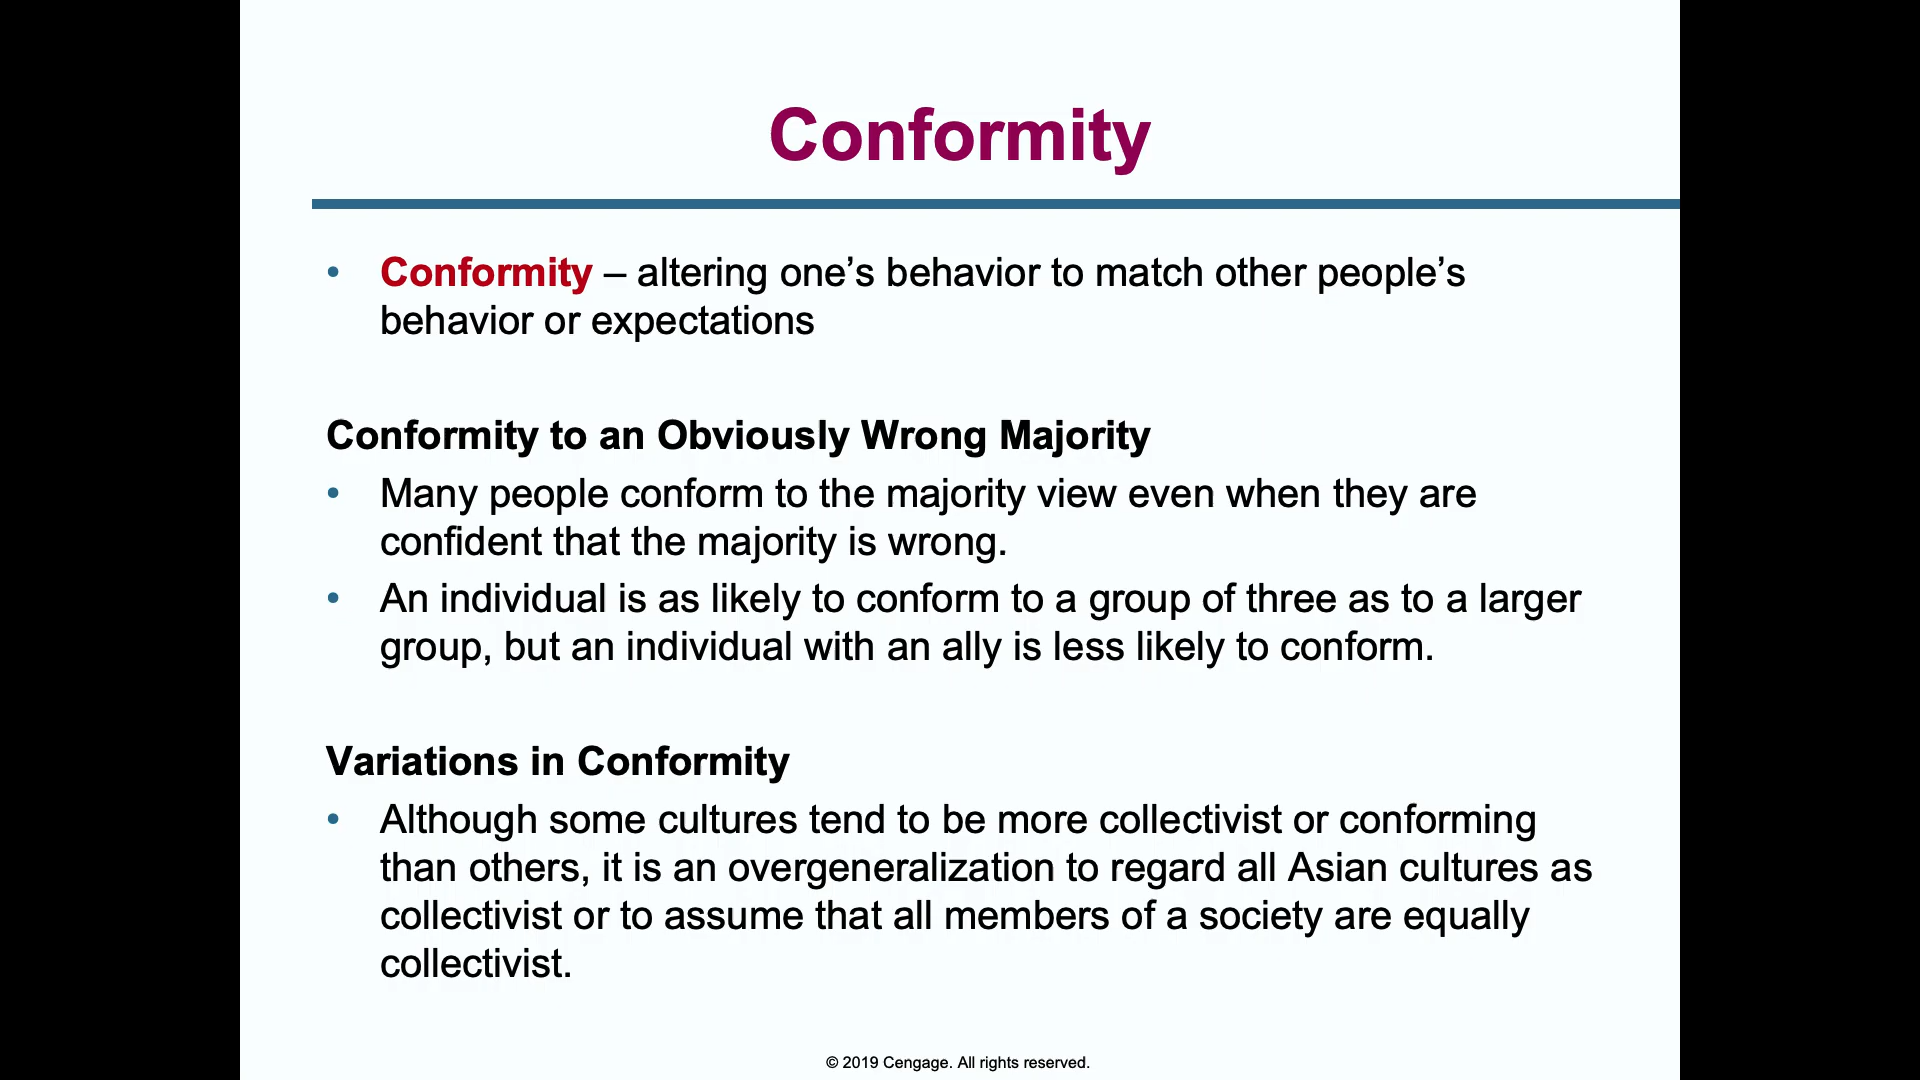 Conformity
• Conformity – altering one’s behavior to match other people’s
behavior or expectations
Conformity to an Obviously Wrong Majority
• Many people conform to the majority view even when they are
confident that the majority is wrong.
• An individual is as likely to conform to a group of three as to a larger
group, but an individual with an ally is less likely to conform.
Variations in Conformity
• Although some cultures tend to be more collectivist or conforming
than others, it is an overgeneralization to regard all Asian cultures as
collectivist or to assume that all members of a society are equally
collectivist.
© 2019 Cengage. All rights reserved.